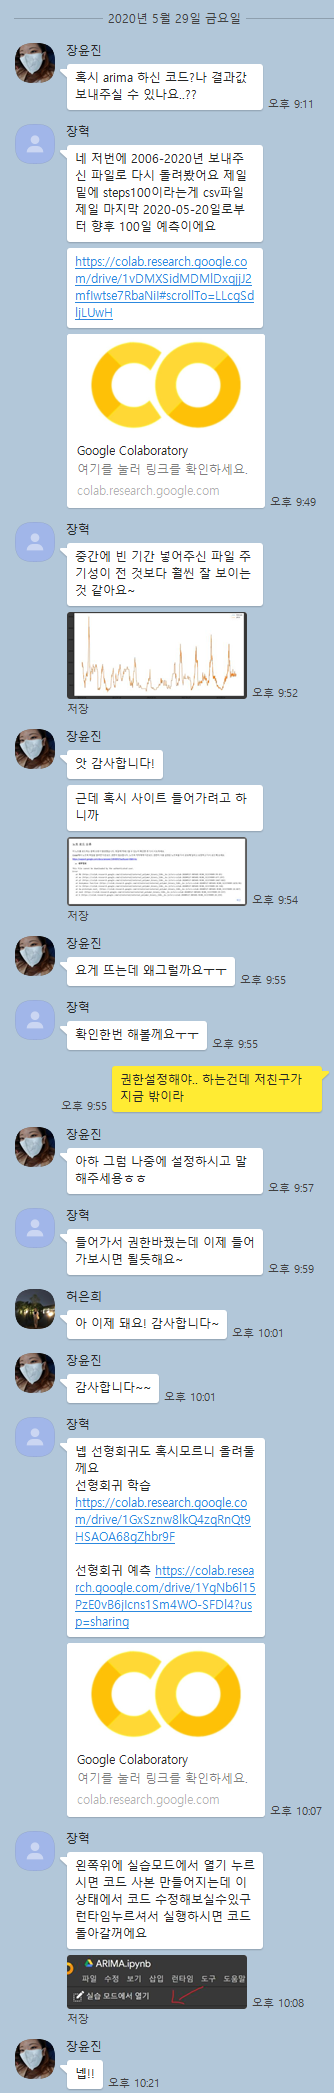 2020년 5월 29일 금요일
장윤진
혹시 arima 하신 코드?나 결과값
보내주실 수 있나요..??
오후 9:11
장혁
네 저번에 2006-2020년 보내주
신 파일로 다시 돌려봤어요 제일
밑에 steps100이라는게 csv파일
제일 마지막 2020-05-20일로부
터 향후 100일 예측이에요
https://colab.research.google.co
m/drive/1vDMXSidMDMlDxqjjJ2
mfIwtse7RbaNiI#scrollTo=LLcqSd
ljLUwH
Google Colaboratory
여기를 눌러 링크를 확인하세요.
colab.research.google.com
오후 9:49
장혁
중간에 빈 기간 넣어주신 파일 주
기성이 전 것보다 훨씬 잘 보이는
것 같아요~
오후 9:52
저장
장윤진
앗 감사합니다!
근데 혹시 사이트 들어가려고 하
니까
오후 9:54
저장
장윤진
요게 뜨는데 왜그럴까요ㅜㅜ
오후 9:55
장혁
확인한번 해볼께요ㅜㅜ
오후 9:55
권한설정해야.. 하는건데 저친구가
지금 밖이라
오후 9:55
장윤진
아하 그럼 나중에 설정하시고 말
해주세용ㅎㅎ
오후 9:57
장혁
들어가서 권한바꿨는데 이제 들어
가보시면 될듯해요~
오후 9:59
허은희
아 이제 돼요! 감사합니다~
오후 10:01
장윤진
감사합니다~~
오후 10:01
장혁
넵 선형회귀도 혹시모르니 올려둘
께요
선형회귀 학습
https://colab.research.google.co
m/drive/1GxSznw8lkQ4zqRnQt9
HSAOA68gZhbr9F
선형회귀 예측 https://colab.resea
rch.google.com/drive/1YqNb6l15
PzE0vB6jIcns1Sm4WO-SFDl4?us
p=sharing
Google Colaboratory
여기를 눌러 링크를 확인하세요.
colab.research.google.com
오후 10:07
장혁
왼쪽위에 실습모드에서 열기 누르
시면 코드 사본 만들어지는데 이
상태에서 코드 수정해보실수있구
런타임누르셔서 실행하시면 코드
돌아갈꺼에요
ARIMA.ipynb
파일 수정 보기 삽입 런타임 도구 도움말
실습 모드에서 열기
오후 10:08
저장
장윤진
넵!!
오후 10:21